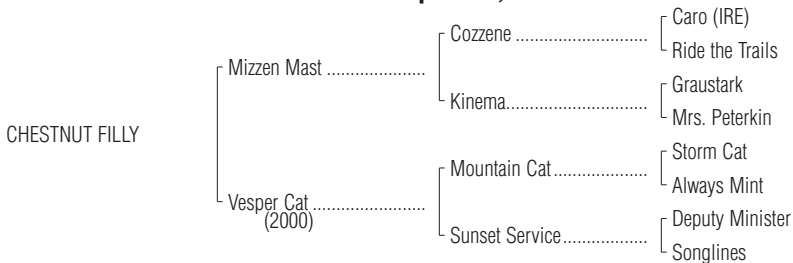 Caro (IRE)
Cozzene ...........................
Ride the Trails
Mizzen Mast .....................
Graustark
Kinema.............................
Mrs. Peterkin
CHESTNUT FILLY
Storm Cat
Mountain Cat...................
Always Mint
Vesper Cat ........................
(2000)
Deputy Minister
Sunset Service.................
Songlines